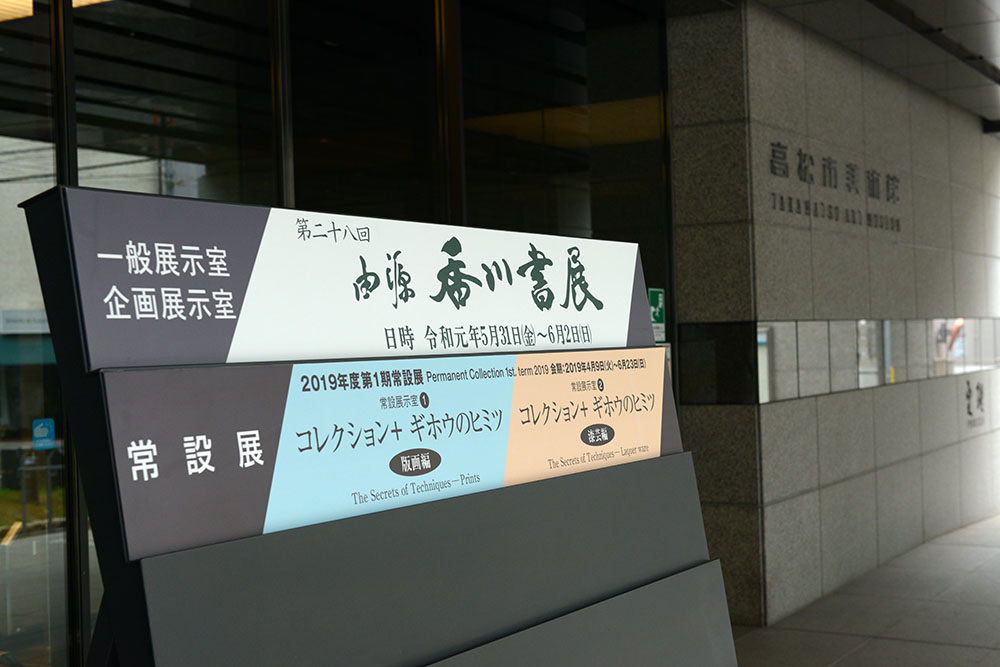 一般展示室
企画展示室
第二十八回
由源 香川書展
日時 令和元年5月31日(金)～6月2日(日)
常設展
2019年度第1期常設展 Permanent Collection 1st. term 2019 会期：2019年4月9日(火)～6月23日(日)
常設展示室①
コレクション+ ギホウのヒミツ
版画編
The Secrets of Techniques—Prints
常設展示室②
コレクション+ ギホウのヒミツ
漆芸編
The Secrets of Techniques—Laquer ware
高松市美術館
TAKAMATSU ART MUSEUM